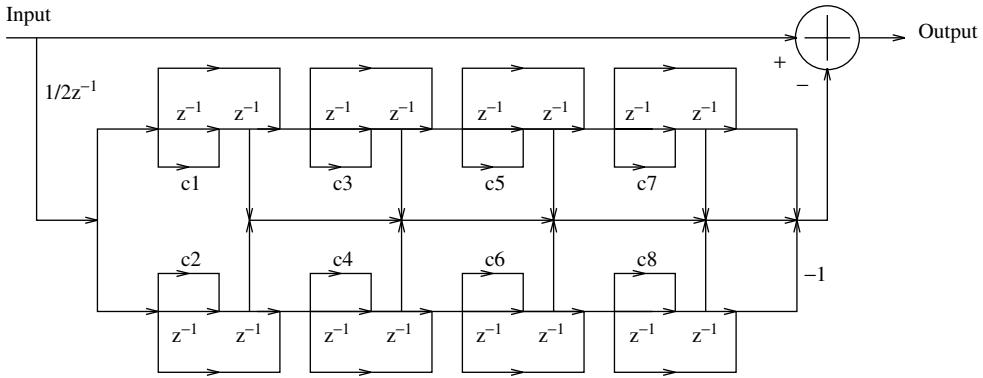 Input
Output
+
−
1/2z⁻¹
z⁻¹ z⁻¹ z⁻¹ z⁻¹ z⁻¹ z⁻¹ z⁻¹ z⁻¹
c1 c3 c5 c7
c2 c4 c6 c8
−1
z⁻¹ z⁻¹ z⁻¹ z⁻¹ z⁻¹ z⁻¹ z⁻¹ z⁻¹